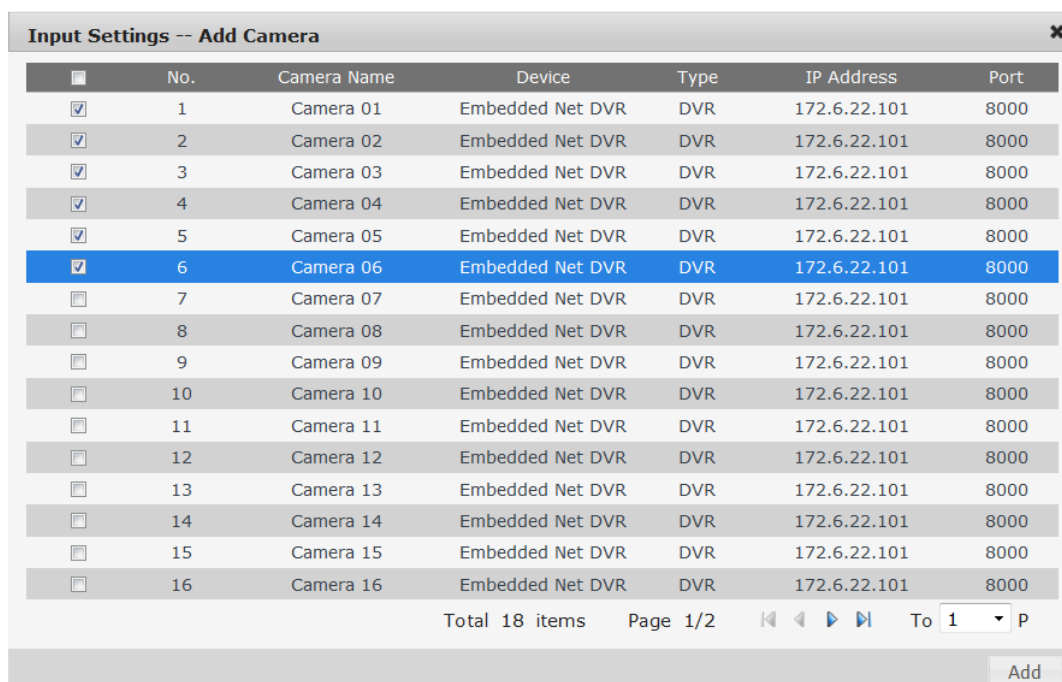 Input Settings -- Add Camera
No. Camera Name Device Type IP Address Port
1 Camera 01 Embedded Net DVR DVR 172.6.22.101 8000
2 Camera 02 Embedded Net DVR DVR 172.6.22.101 8000
3 Camera 03 Embedded Net DVR DVR 172.6.22.101 8000
4 Camera 04 Embedded Net DVR DVR 172.6.22.101 8000
5 Camera 05 Embedded Net DVR DVR 172.6.22.101 8000
6 Camera 06 Embedded Net DVR DVR 172.6.22.101 8000
7 Camera 07 Embedded Net DVR DVR 172.6.22.101 8000
8 Camera 08 Embedded Net DVR DVR 172.6.22.101 8000
9 Camera 09 Embedded Net DVR DVR 172.6.22.101 8000
10 Camera 10 Embedded Net DVR DVR 172.6.22.101 8000
11 Camera 11 Embedded Net DVR DVR 172.6.22.101 8000
12 Camera 12 Embedded Net DVR DVR 172.6.22.101 8000
13 Camera 13 Embedded Net DVR DVR 172.6.22.101 8000
14 Camera 14 Embedded Net DVR DVR 172.6.22.101 8000
15 Camera 15 Embedded Net DVR DVR 172.6.22.101 8000
16 Camera 16 Embedded Net DVR DVR 172.6.22.101 8000
Total 18 items Page 1/2 To 1 P
Add